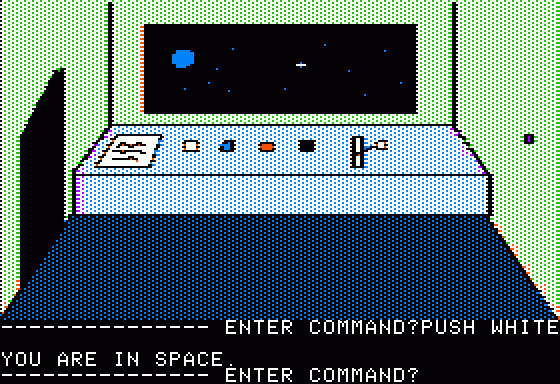 --------------- ENTER COMMAND?PUSH WHITE
YOU ARE IN SPACE.
--------------- ENTER COMMAND?